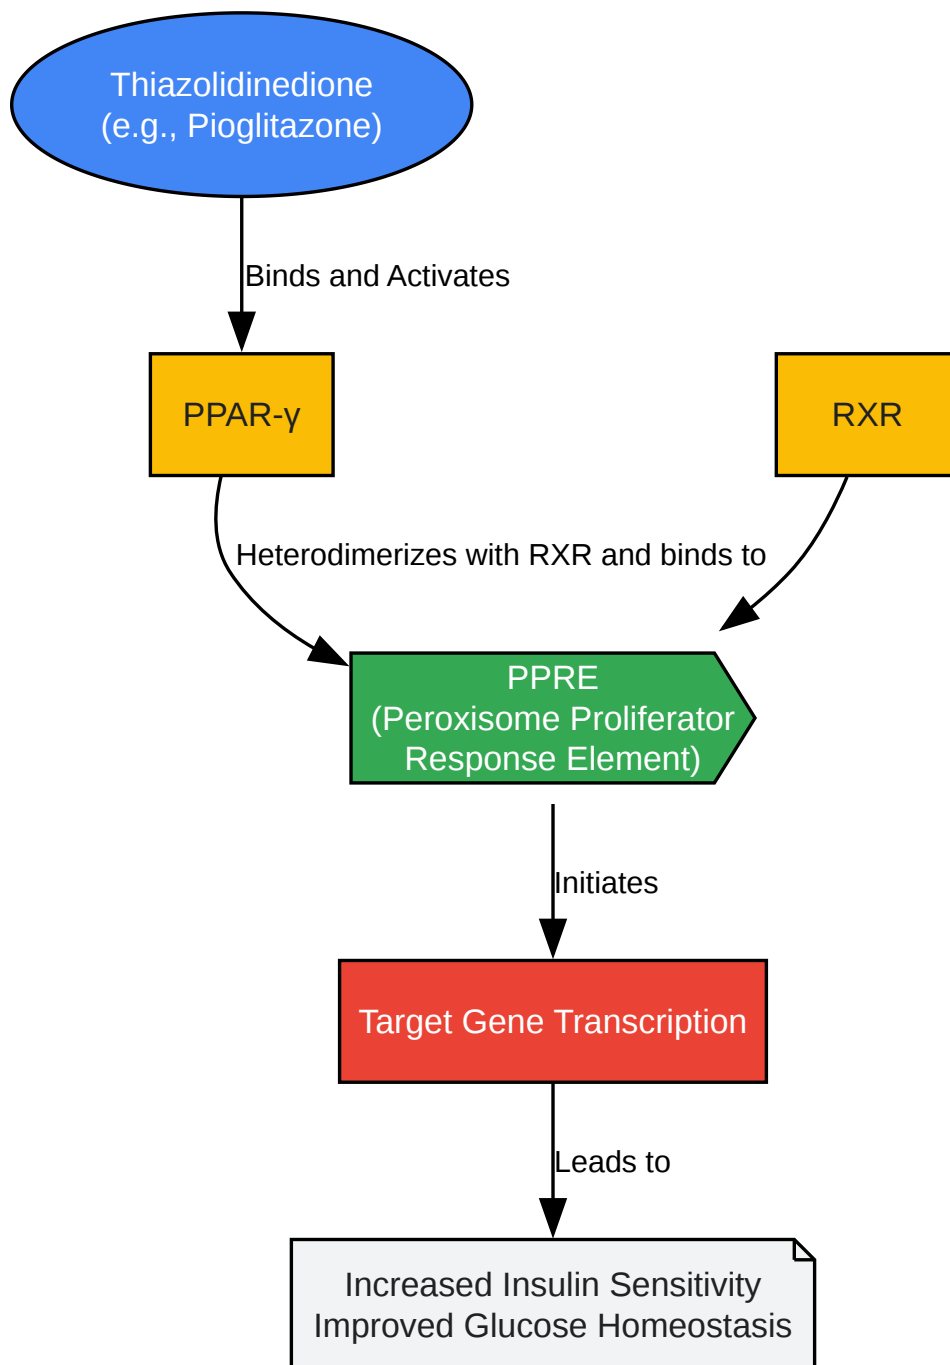 Thiazolidinedione
(e.g., Pioglitazone)
Binds and Activates
PPAR-γ
RXR
Heterodimerizes with RXR and binds to
PPRE
(Peroxisome Proliferator
Response Element)
Initiates
Target Gene Transcription
Leads to
Increased Insulin Sensitivity
Improved Glucose Homeostasis